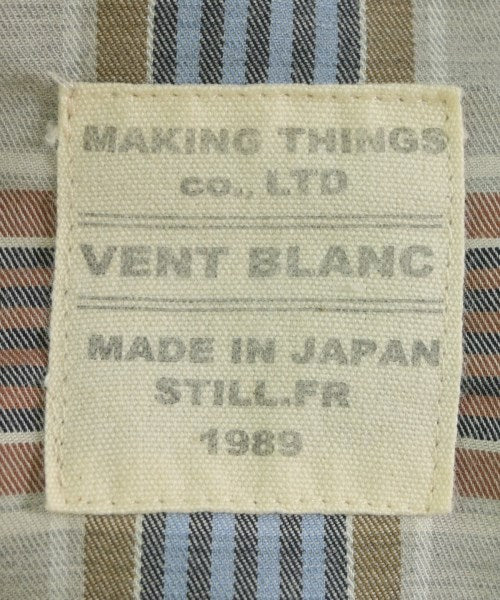 MAKING THINGS
co., LTD
VENT BLANC
MADE IN JAPAN
STILL.FR
1989